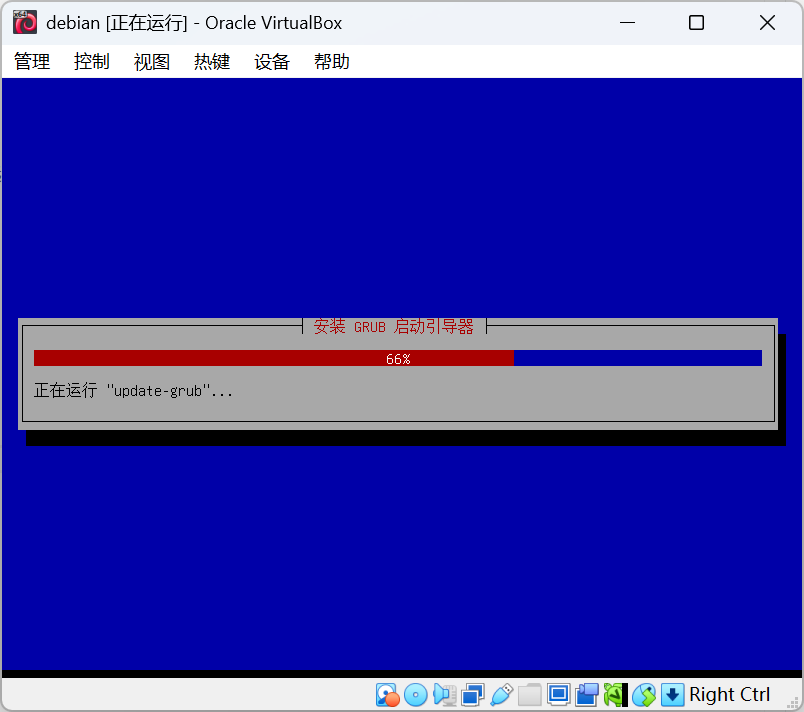 debian [正在运行] - Oracle VirtualBox
管理 控制 视图 热键 设备 帮助
安装 GRUB 启动引导器
66%
正在运行 "update-grub"...
Right Ctrl